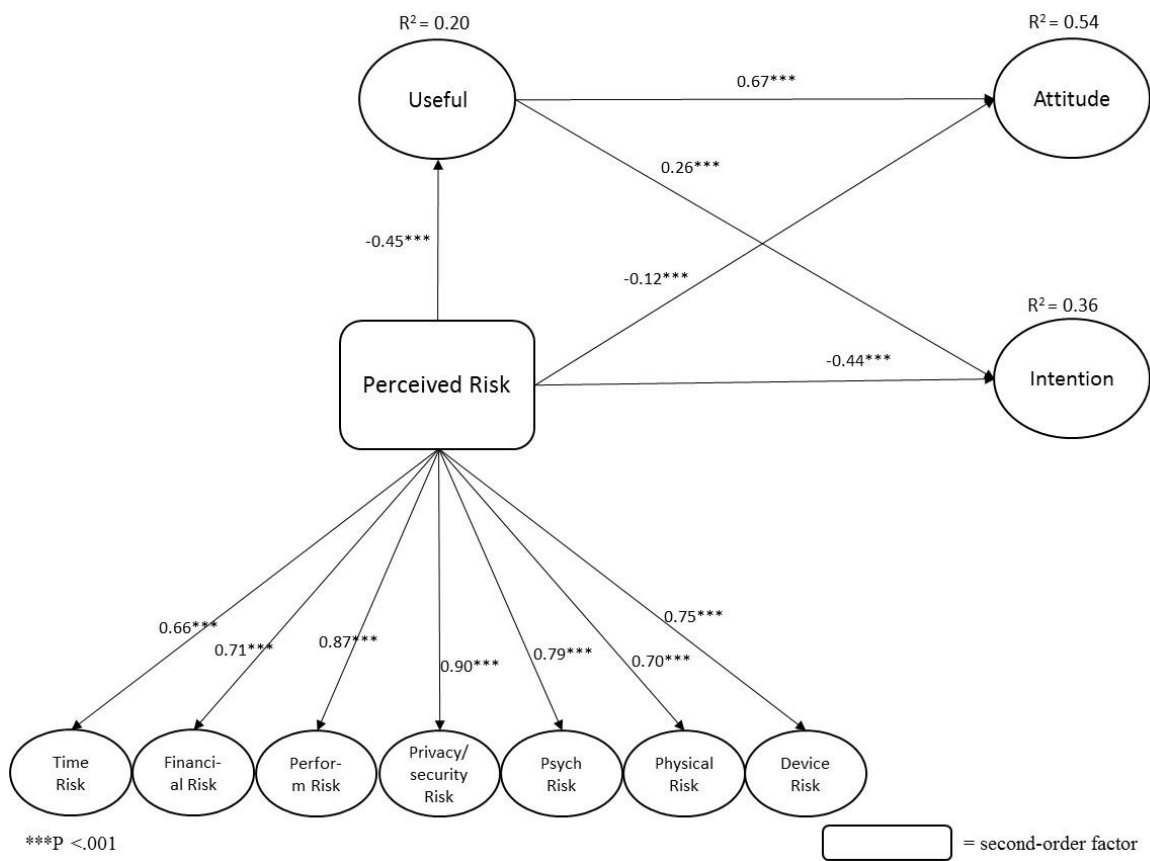 R² = 0.20
R² = 0.54
Useful
0.67***
Attitude
0.26***
-0.45***
-0.12***
R² = 0.36
Perceived Risk
-0.44***
Intention
0.66***
0.71***
0.87***
0.90***
0.79***
0.70***
0.75***
Time
Risk
Financi-
al Risk
Perfor-
m Risk
Privacy/
security
Risk
Psych
Risk
Physical
Risk
Device
Risk
***P <.001
= second-order factor